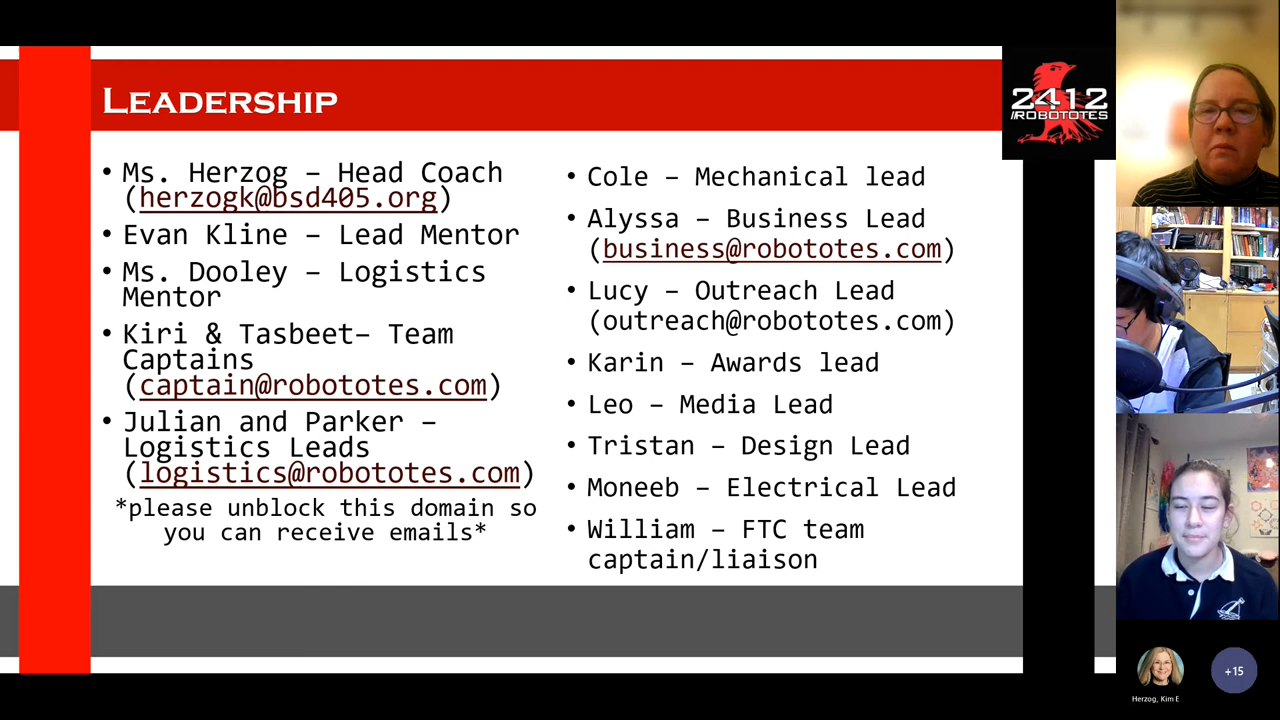 Leadership
• Ms. Herzog – Head Coach
(herzogk@bsd405.org)
• Evan Kline – Lead Mentor
• Ms. Dooley – Logistics
Mentor
• Kiri & Tasbeet– Team
Captains
(captain@robototes.com)
• Julian and Parker –
Logistics Leads
(logistics@robototes.com)
*please unblock this domain so
you can receive emails*
• Cole – Mechanical lead
• Alyssa – Business Lead
(business@robototes.com)
• Lucy – Outreach Lead
(outreach@robototes.com)
• Karin – Awards lead
• Leo – Media Lead
• Tristan – Design Lead
• Moneeb – Electrical Lead
• William – FTC team
captain/liaison
2412
//ROBOTOTES
Herzog, Kim E
+15